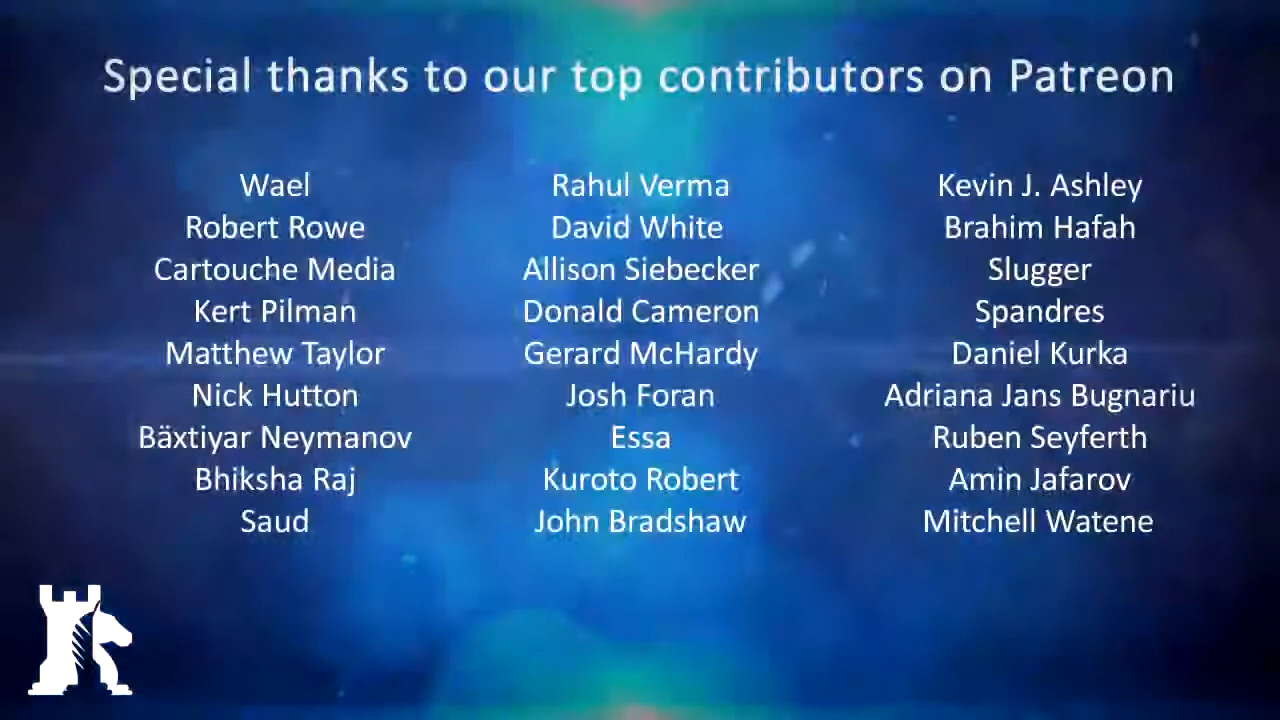 Special thanks to our top contributors on Patreon
Wael
Robert Rowe
Cartouche Media
Kert Pilman
Matthew Taylor
Nick Hutton
Bäxtiyar Neymanov
Bhiksha Raj
Saud
Rahul Verma
David White
Allison Siebecker
Donald Cameron
Gerard McHardy
Josh Foran
Essa
Kuroto Robert
John Bradshaw
Kevin J. Ashley
Brahim Hafah
Slugger
Spandres
Daniel Kurka
Adriana Jans Bugnariu
Ruben Seyferth
Amin Jafarov
Mitchell Watene